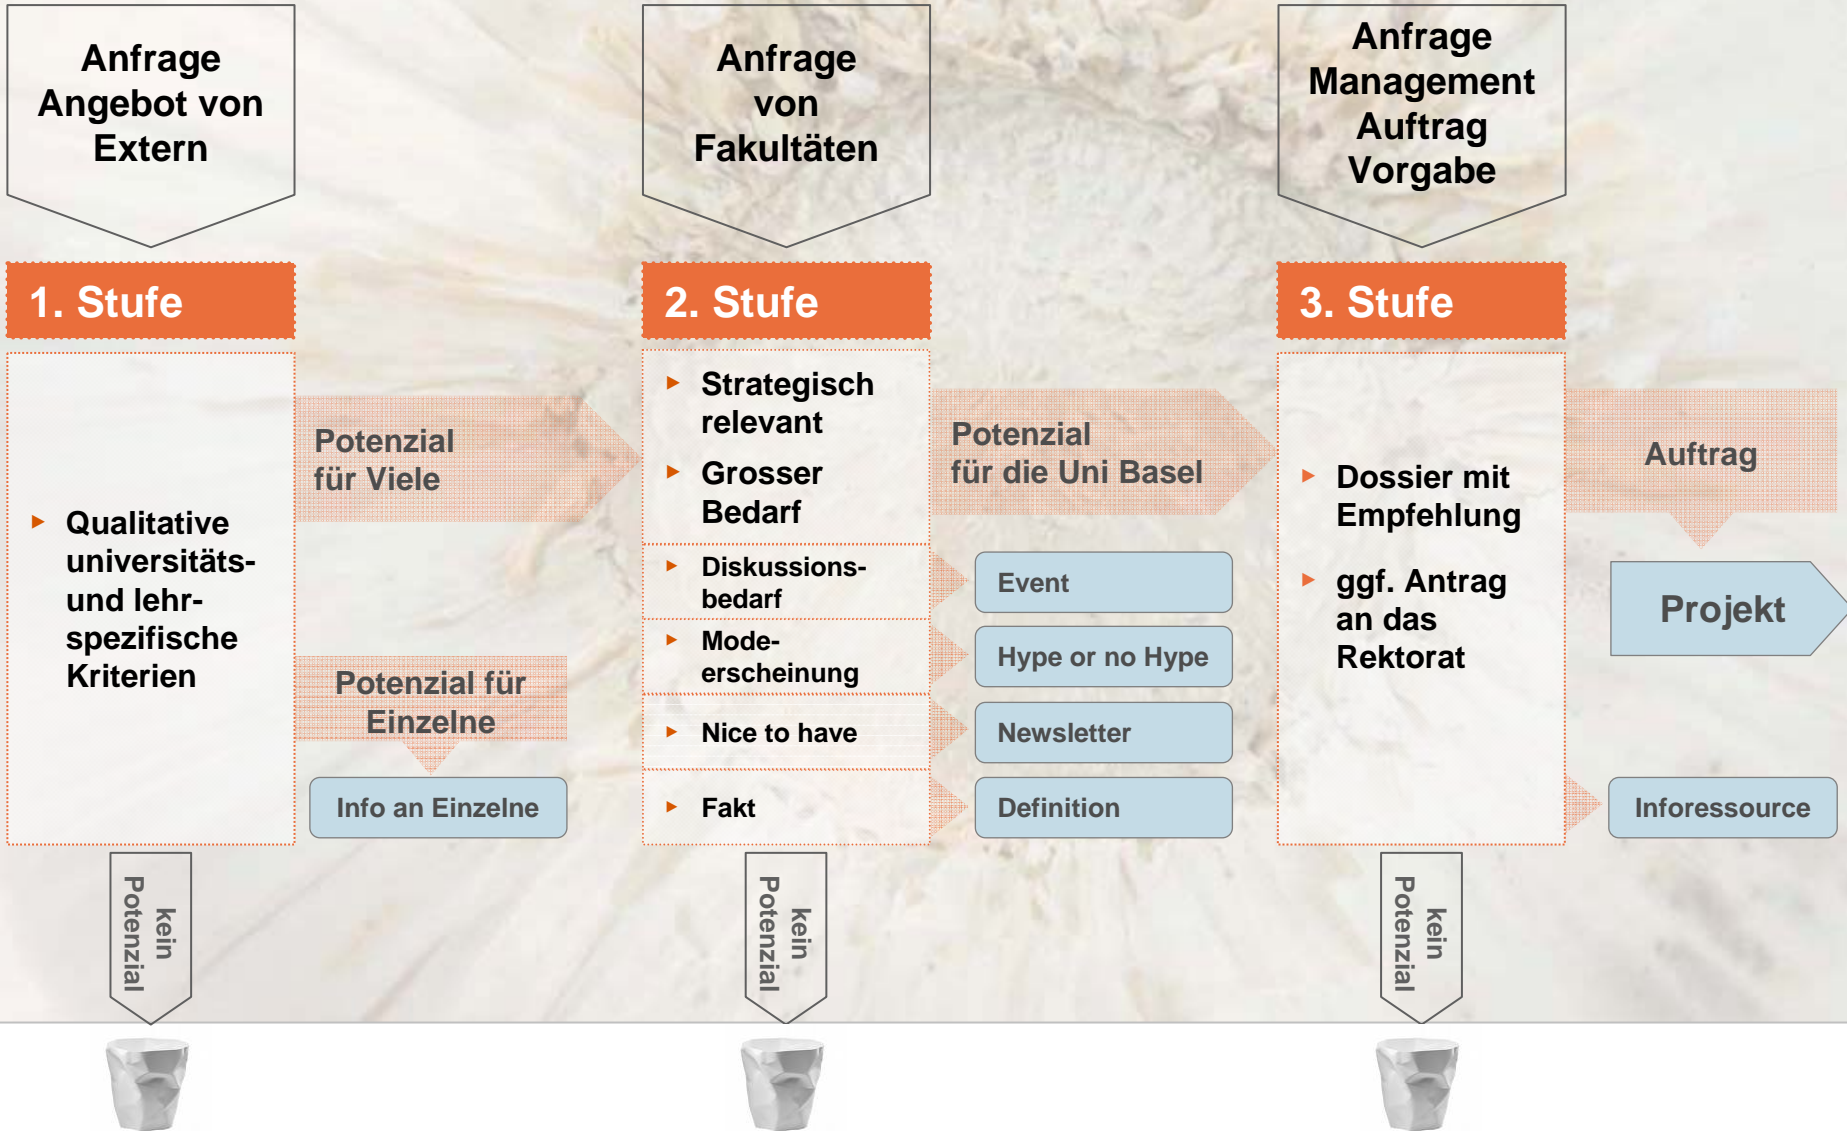 Anfrage
Angebot von
Extern
1. Stufe
Qualitative
universitäts-
und lehr-
spezifische
Kriterien
Potenzial
für Viele
Potenzial für
Einzelne
Info an Einzelne
kein
Potenzial
Anfrage
von
Fakultäten
2. Stufe
Strategisch
relevant
Grosser
Bedarf
Diskussions-
bedarf
Mode-
erscheinung
Nice to have
Fakt
Potenzial
für die Uni Basel
Event
Hype or no Hype
Newsletter
Definition
kein
Potenzial
Anfrage
Management
Auftrag
Vorgabe
3. Stufe
Dossier mit
Empfehlung
ggf. Antrag
an das
Rektorat
Auftrag
Projekt
Inforessource
kein
Potenzial